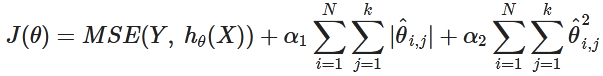 J(θ) = MSE(Y, h_θ(X)) + α₁ ∑_{i=1}^{N} ∑_{j=1}^{k} |θ̂_{i,j}| + α₂ ∑_{i=1}^{N} ∑_{j=1}^{k} θ̂²_{i,j}